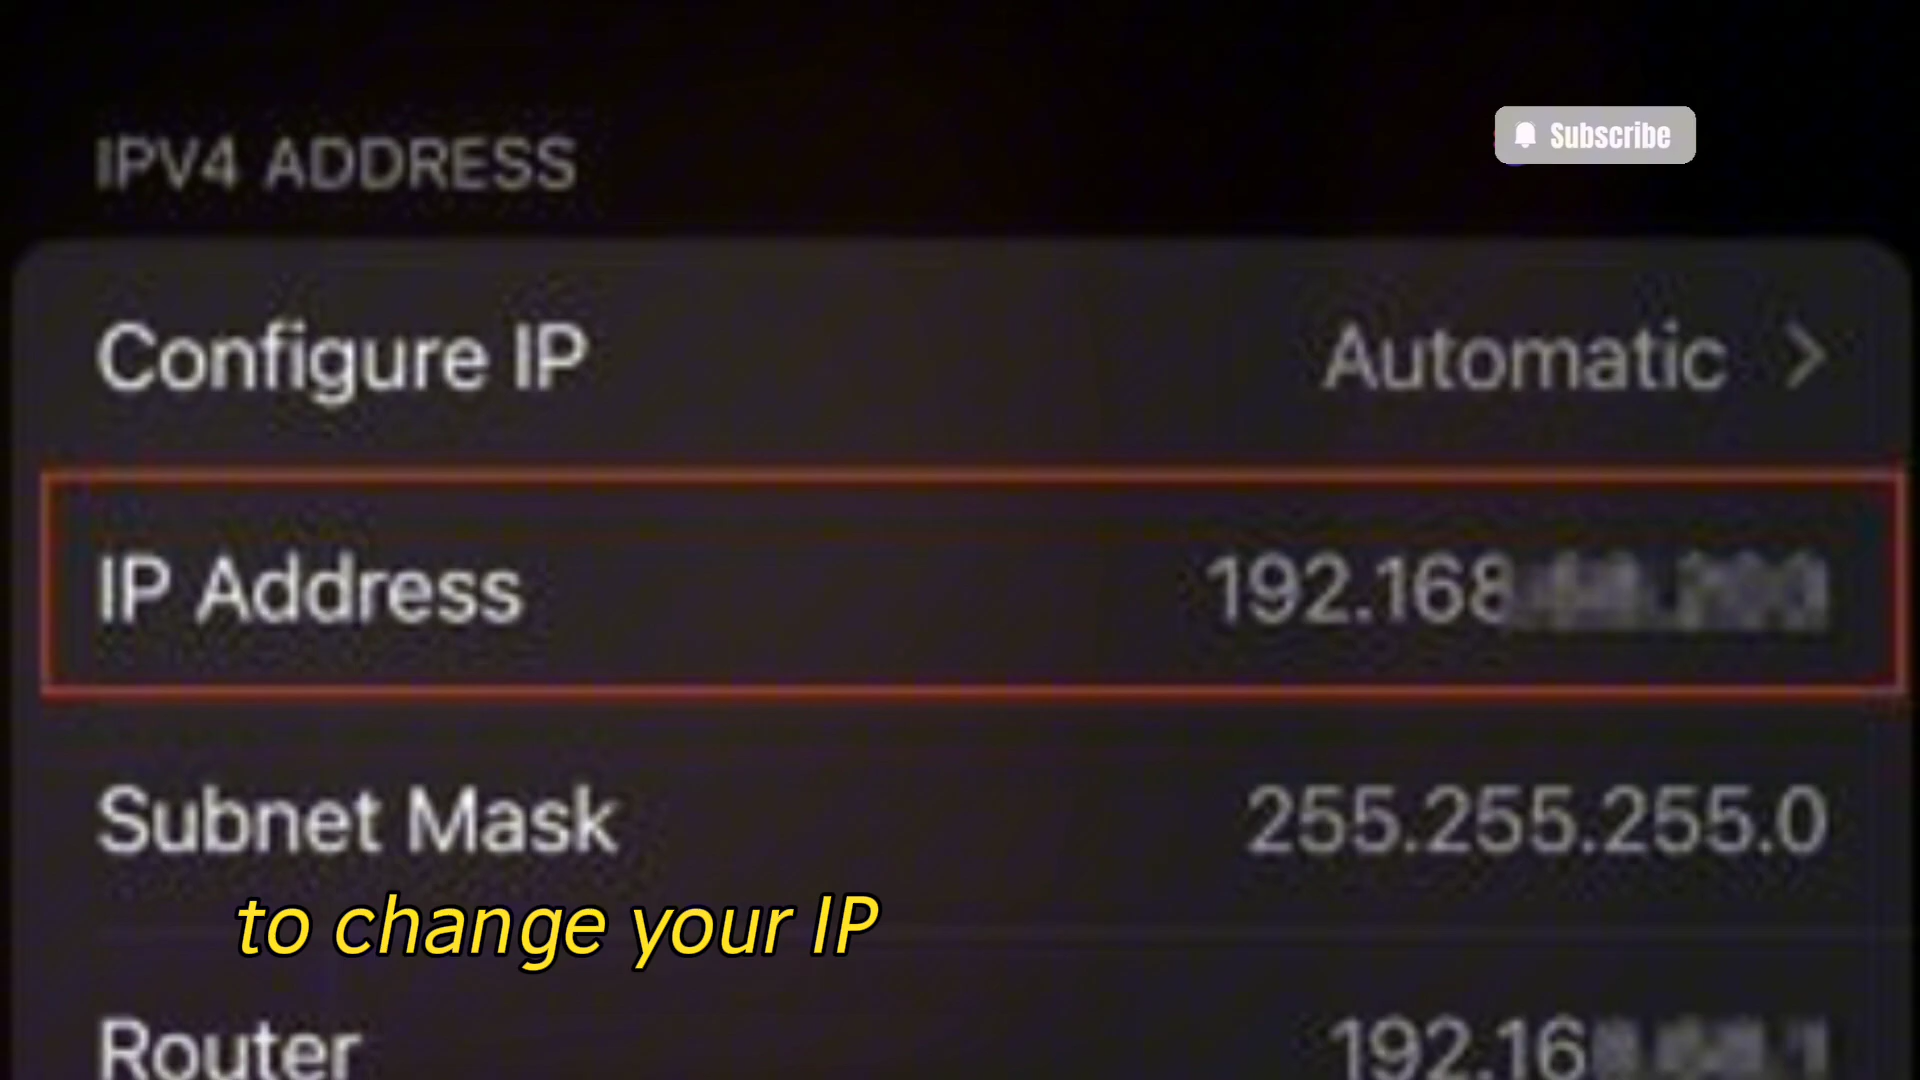 IPV4 ADDRESS
Subscribe
Configure IP Automatic
IP Address 192.168
Subnet Mask 255.255.255.0
to change your IP
Router 192.16